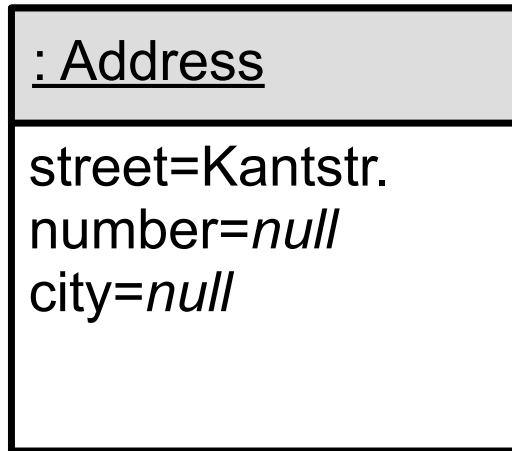 : Address
street=Kantstr.
number=null
city=null